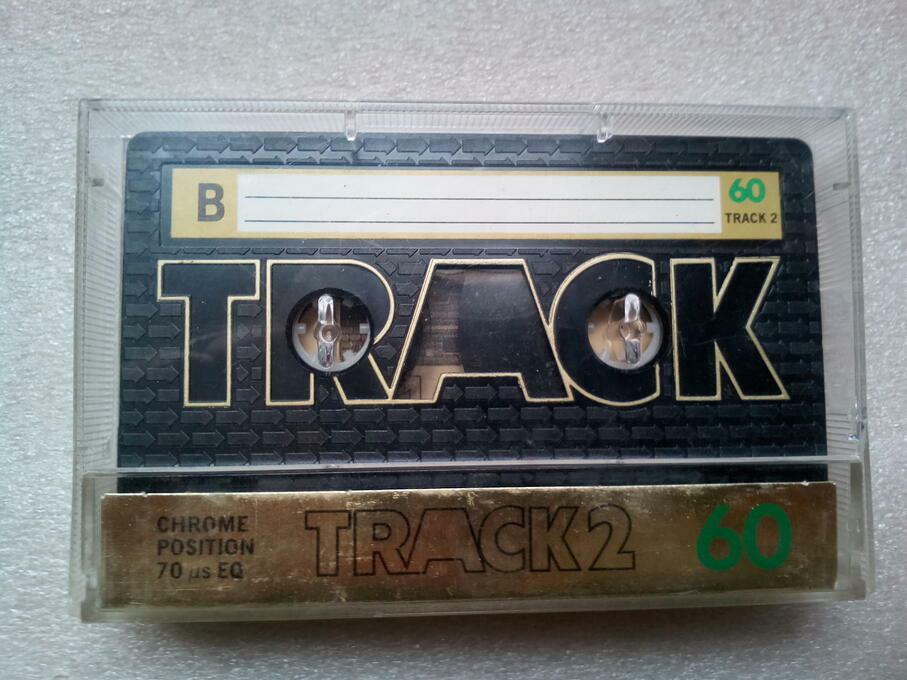 B
60
TRACK 2
TRACK
CHROME
POSITION
70 µs EQ
TRACK2
60